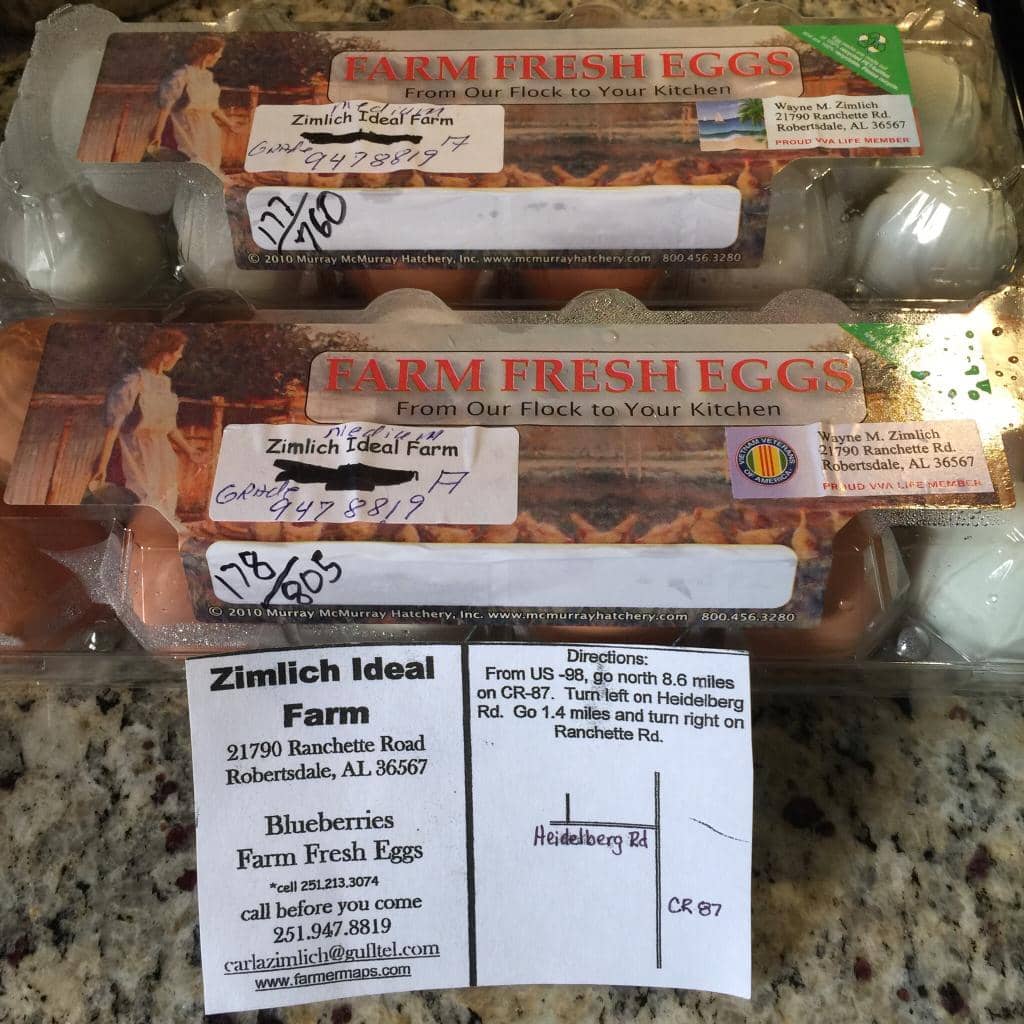 FARM FRESH EGGS
From Our Flock to Your Kitchen
medium
Zimlich Ideal Farm
Grade A
9478819
Wayne M. Zimlich
21790 Ranchette Rd.
Robertsdale, AL 36567
PROUD VVA LIFE MEMBER
177/760
© 2010 Murray McMurray Hatchery, Inc. www.mcmurrayhatchery.com 800.456.3280
FARM FRESH EGGS
From Our Flock to Your Kitchen
medium
Zimlich Ideal Farm
GRADE A
947 8819
VIETNAM VETERANS
OF AMERICA
Wayne M. Zimlich
21790 Ranchette Rd.
Robertsdale, AL 36567
PROUD VVA LIFE MEMBER
178/805
© 2010 Murray McMurray Hatchery, Inc. www.mcmurrayhatchery.com 800.456.3280
Zimlich Ideal
Farm
21790 Ranchette Road
Robertsdale, AL 36567
Blueberries
Farm Fresh Eggs
*cell 251.213.3074
call before you come
251.947.8819
carlazimlich@gulftel.com
www.farmermaps.com
Directions:
From US -98, go north 8.6 miles
on CR-87. Turn left on Heidelberg
Rd. Go 1.4 miles and turn right on
Ranchette Rd.
Heidelberg Rd
CR 87